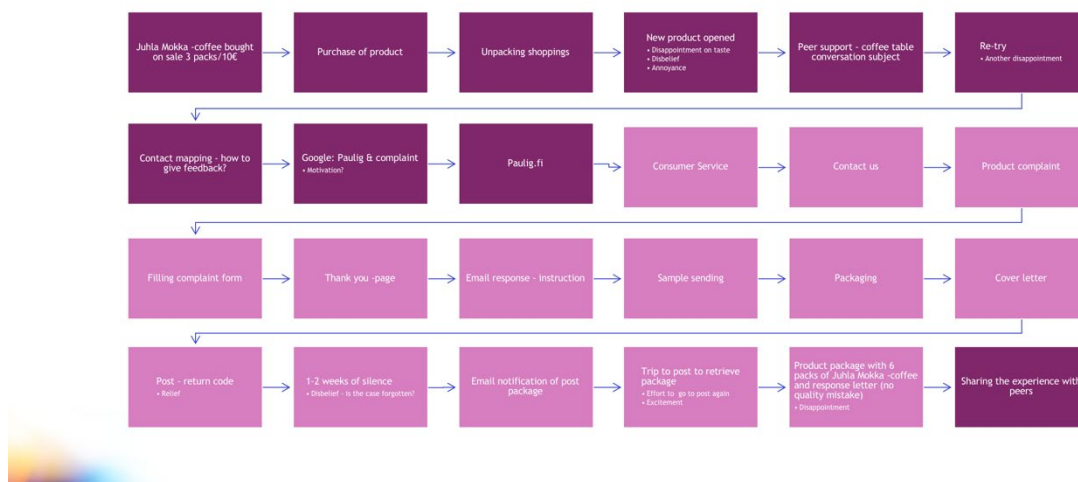 Juhla Mokka -coffee bought
on sale 3 packs/10€
Purchase of product
Unpacking shoppings
New product opened
• Disappointment on taste
• Disbelief
• Annoyance
Peer support - coffee table
conversation subject
Re-try
• Another disappointment
Contact mapping - how to
give feedback?
Google: Paulig & complaint
• Motivation?
Paulig.fi
Consumer Service
Contact us
Product complaint
Filling complaint form
Thank you -page
Email response - instruction
Sample sending
Packaging
Cover letter
Post - return code
• Relief
1-2 weeks of silence
• Disbelief - is the case forgotten?
Email notification of post
package
Trip to post to retrieve
package
• Effort to go to post again
• Excitement
Product package with 6
packs of Juhla Mokka -coffee
and response letter (no
quality mistake)
• Disappointment
Sharing the experience with
peers